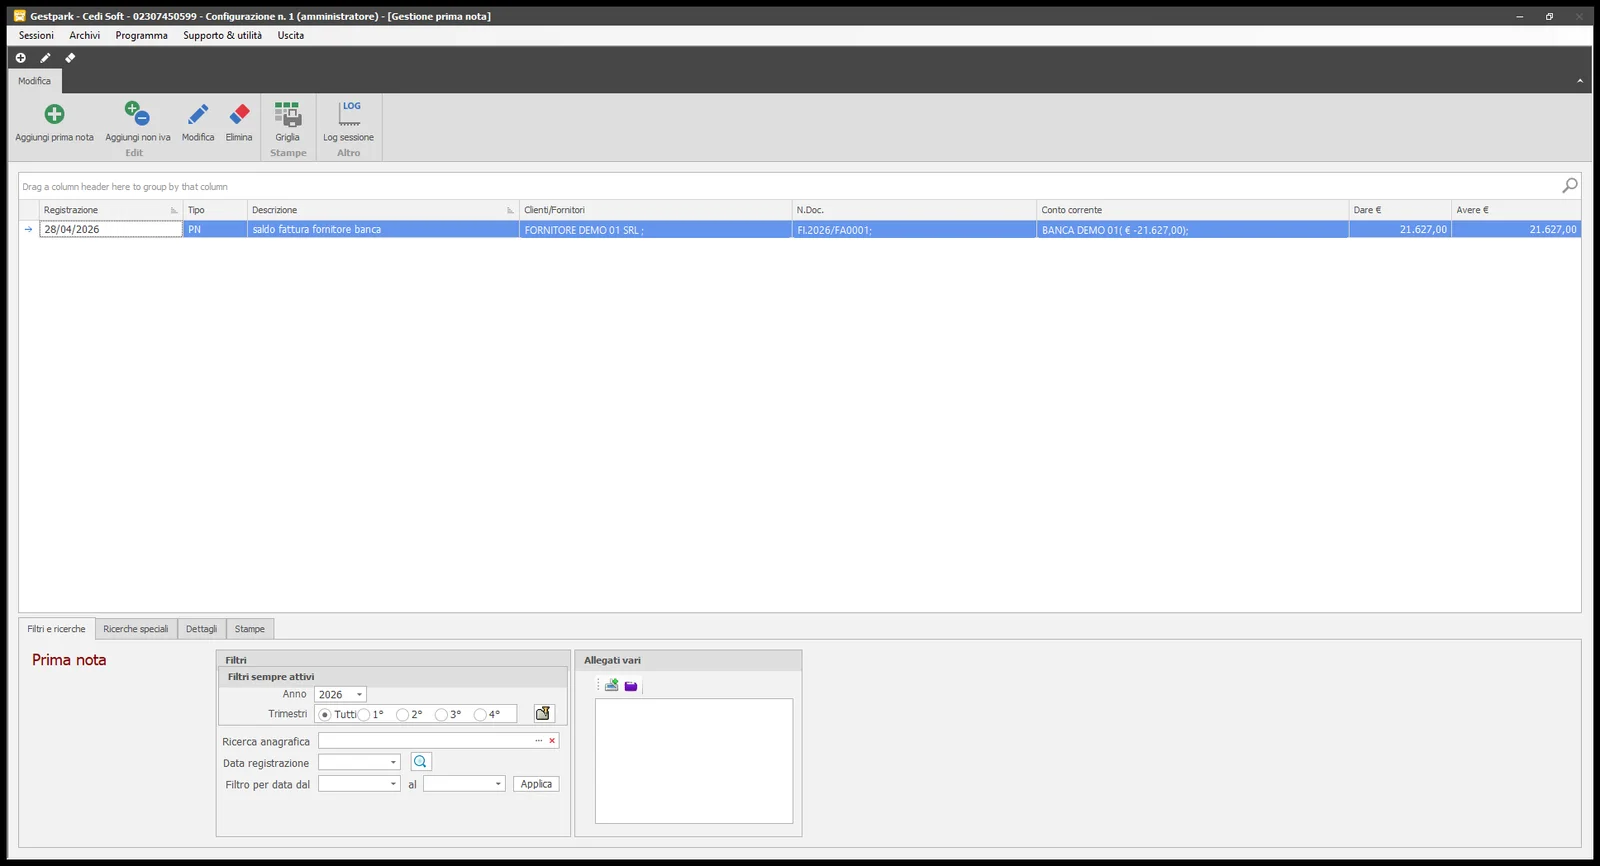 Gestpark - Cedi Soft - 02307450599 - Configurazione n. 1 (amministratore) - [Gestione prima nota]
Sessioni Archivi Programma Supporto & utilità Uscita
Modifica
Aggiungi prima nota Aggiungi non iva Modifica Elimina Griglia LOG Log sessione
Edit Stampe Altro
Drag a column header here to group by that column
Registrazione Tipo Descrizione Clienti/Fornitori N.Doc. Conto corrente Dare € Avere €
28/04/2026 PN saldo fattura fornitore banca FORNITORE DEMO 01 SRL ; FI.2026/FA0001; BANCA DEMO 01( € -21.627,00); 21.627,00 21.627,00
Filtri e ricerche Ricerche speciali Dettagli Stampe
Prima nota
Filtri
Filtri sempre attivi
Anno 2026
Trimestri Tutti 1° 2° 3° 4°
Ricerca anagrafica ...
Data registrazione
Filtro per data dal al Applica
Allegati vari